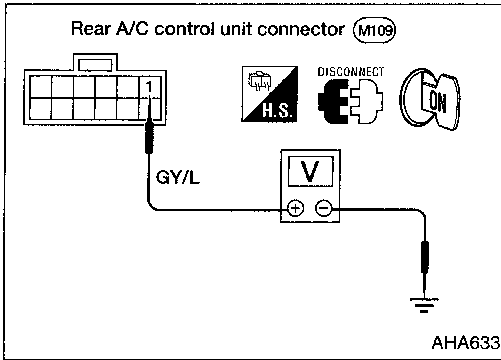 Rear A/C control unit connector M109
1
H.S.
DISCONNECT
ON
GY/L
V
+ −
AHA633